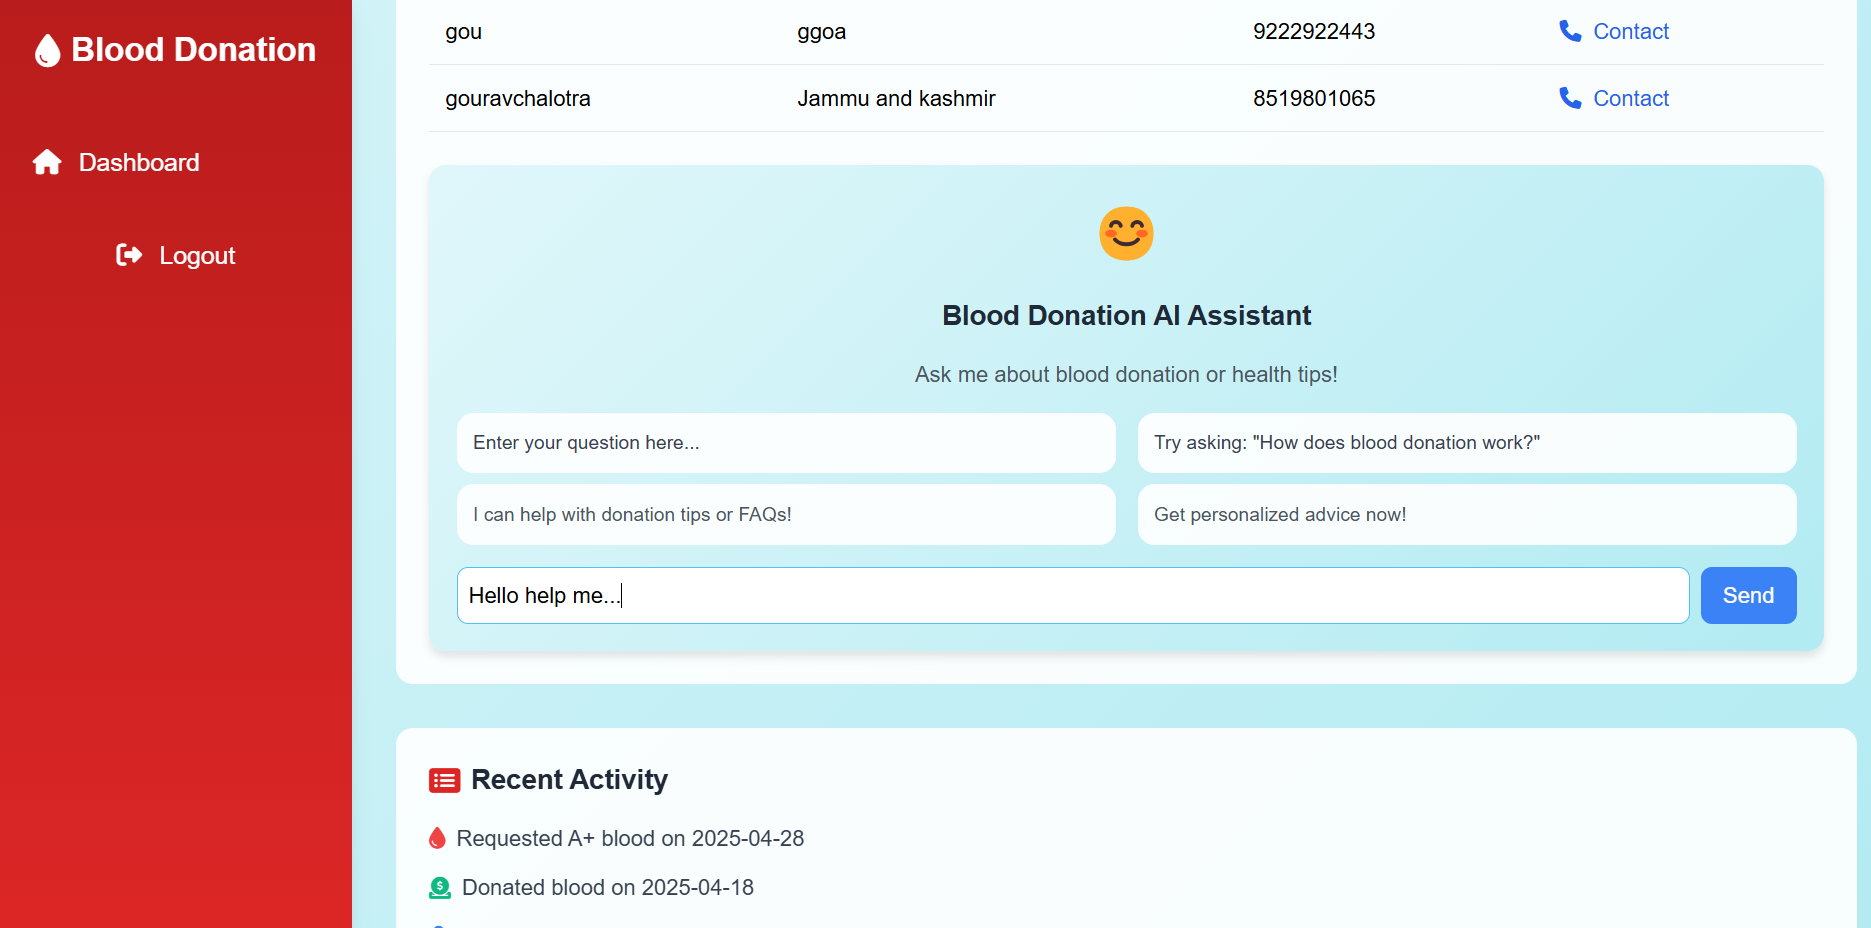 Blood Donation
Dashboard
Logout
gou ggoa 9222922443 Contact
gouravchalotra Jammu and kashmir 8519801065 Contact
Blood Donation AI Assistant
Ask me about blood donation or health tips!
Enter your question here... Try asking: "How does blood donation work?"
I can help with donation tips or FAQs! Get personalized advice now!
Hello help me... Send
Recent Activity
Requested A+ blood on 2025-04-28
Donated blood on 2025-04-18